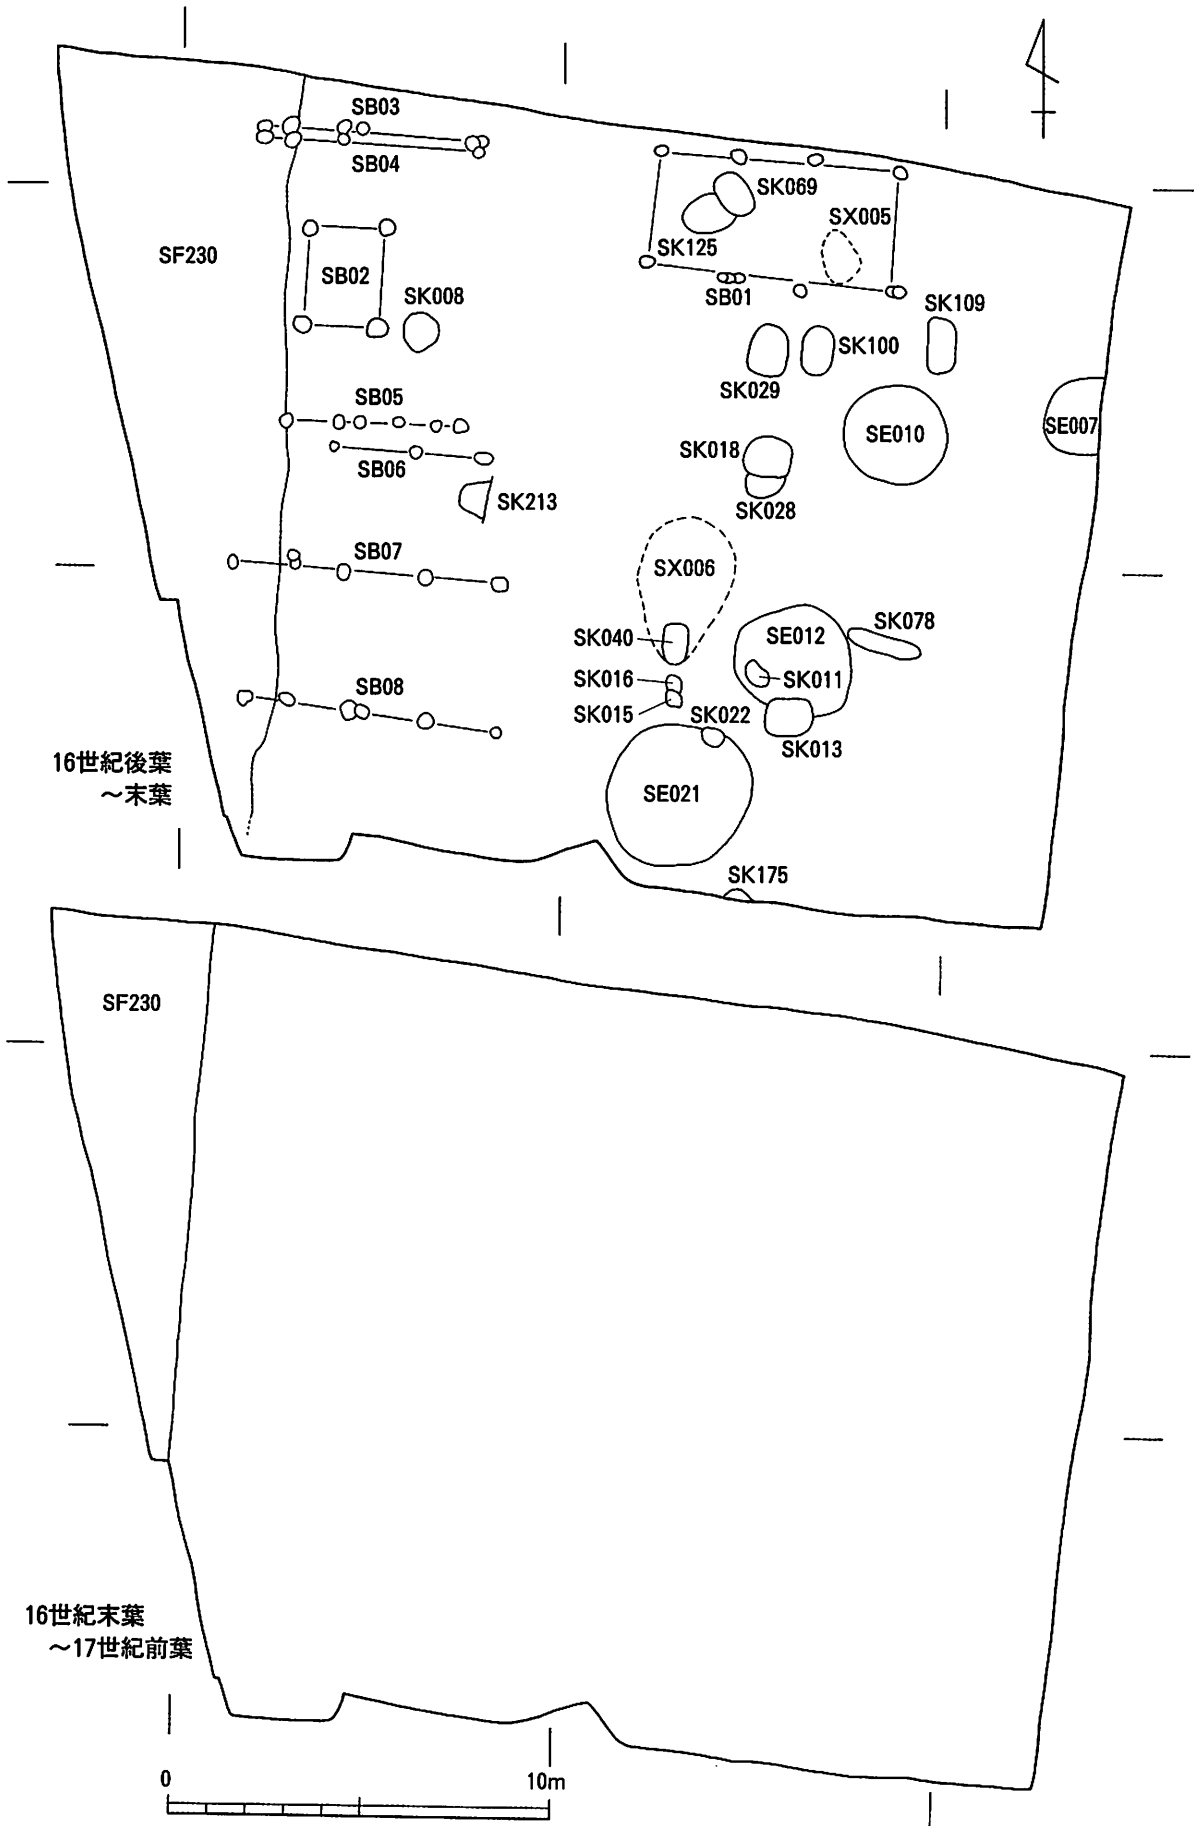 SB03
SB04
SK069
SX005
SF230
SK125
SB02
SB01
SK008
SK109
SK100
SK029
SB05
SE010
SE007
SK018
SB06
SK028
SK213
SB07
SX006
SK040
SE012
SK078
SK016
SK011
SK015
SK022
SB08
SK013
16世紀後葉
～末葉
SE021
SK175
SF230
16世紀末葉
～17世紀前葉
0
10m